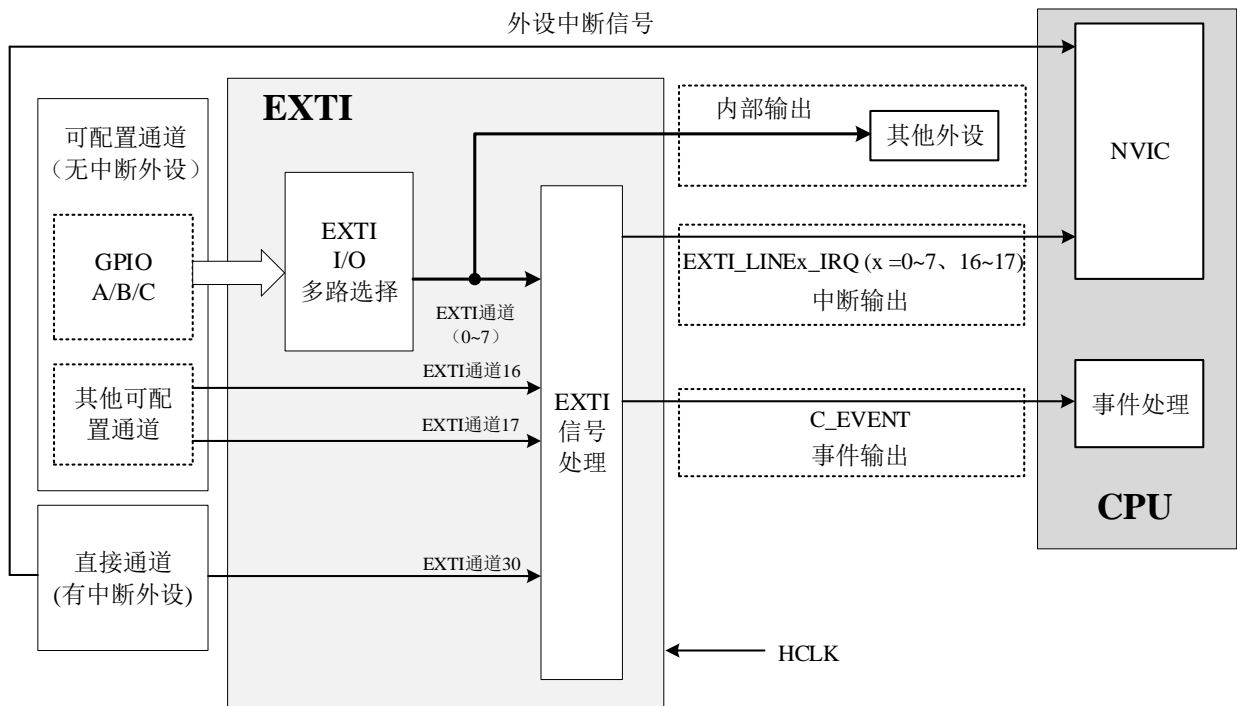 外设中断信号
EXTI
可配置通道
（无中断外设）
GPIO
A/B/C
其他可配
置通道
直接通道
(有中断外设)
EXTI
I/O
多路选择
EXTI通道
（0~7）
EXTI通道16
EXTI通道17
EXTI通道30
EXTI
信号
处理
内部输出
其他外设
EXTI_LINEx_IRQ (x =0~7、16~17)
中断输出
C_EVENT
事件输出
HCLK
NVIC
事件处理
CPU